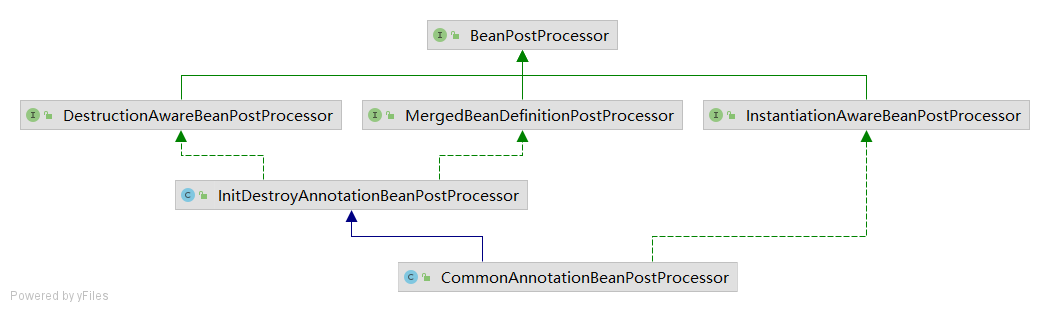 I BeanPostProcessor
I DestructionAwareBeanPostProcessor I MergedBeanDefinitionPostProcessor I InstantiationAwareBeanPostProcessor
C InitDestroyAnnotationBeanPostProcessor
C CommonAnnotationBeanPostProcessor
Powered by yFiles